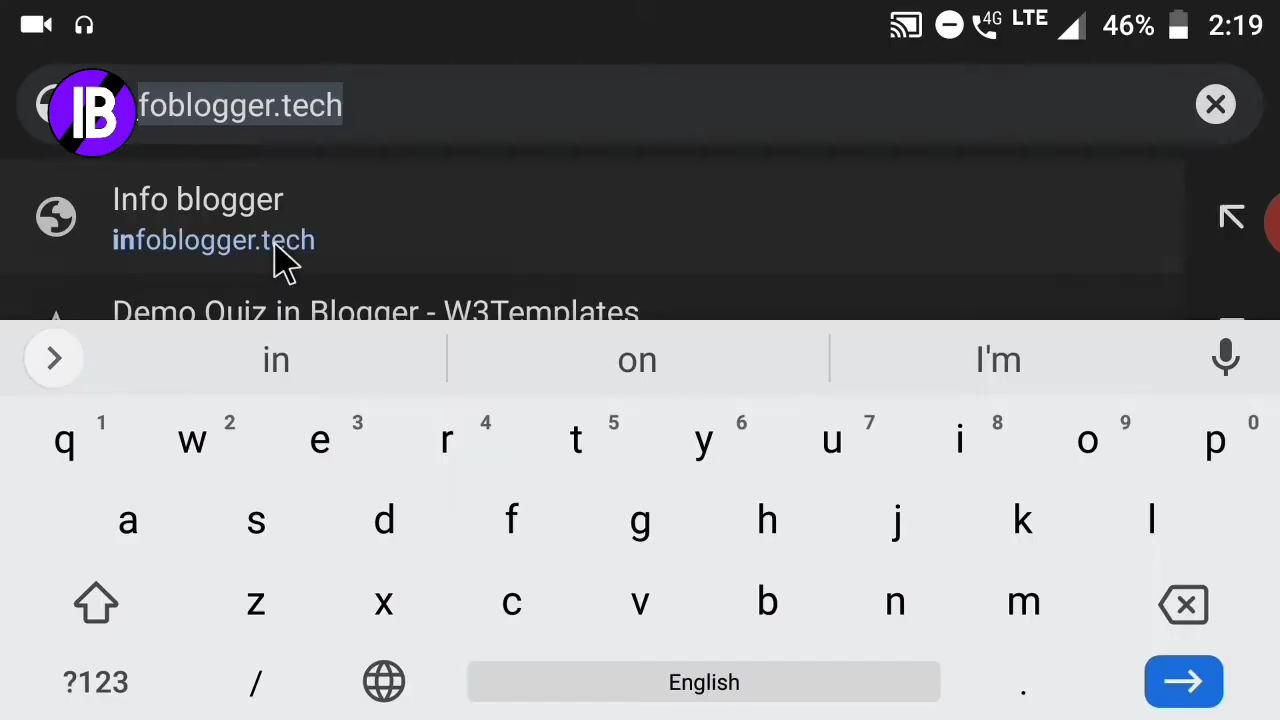 4G LTE 46% 2:19
IB foblogger.tech
Info blogger
infoblogger.tech
Demo Quiz in Blogger - W3Templates
in on I'm
q 1 w 2 e 3 r 4 t 5 y 6 u 7 i 8 o 9 p 0
a s d f g h j k l
z x c v b n m
?123 / English .